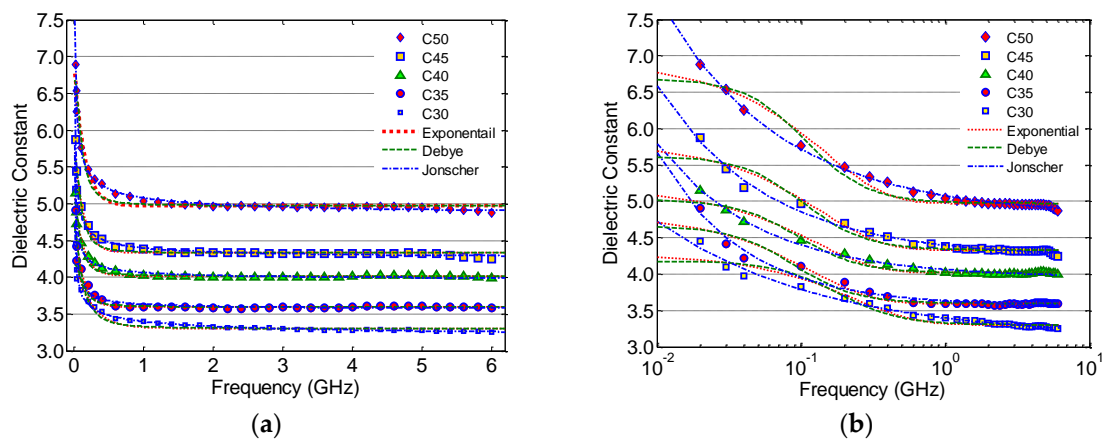 7.5
7.0
6.5
6.0
5.5
5.0
4.5
4.0
3.5
3.0
Dielectric Constant
0 1 2 3 4 5 6
Frequency (GHz)
C50
C45
C40
C35
C30
Exponentail
Debye
Jonscher
(a)
7.5
7.0
6.5
6.0
5.5
5.0
4.5
4.0
3.5
3.0
Dielectric Constant
10-2 10-1 100 101
Frequency (GHz)
C50
C45
C40
C35
C30
Exponential
Debye
Jonscher
(b)